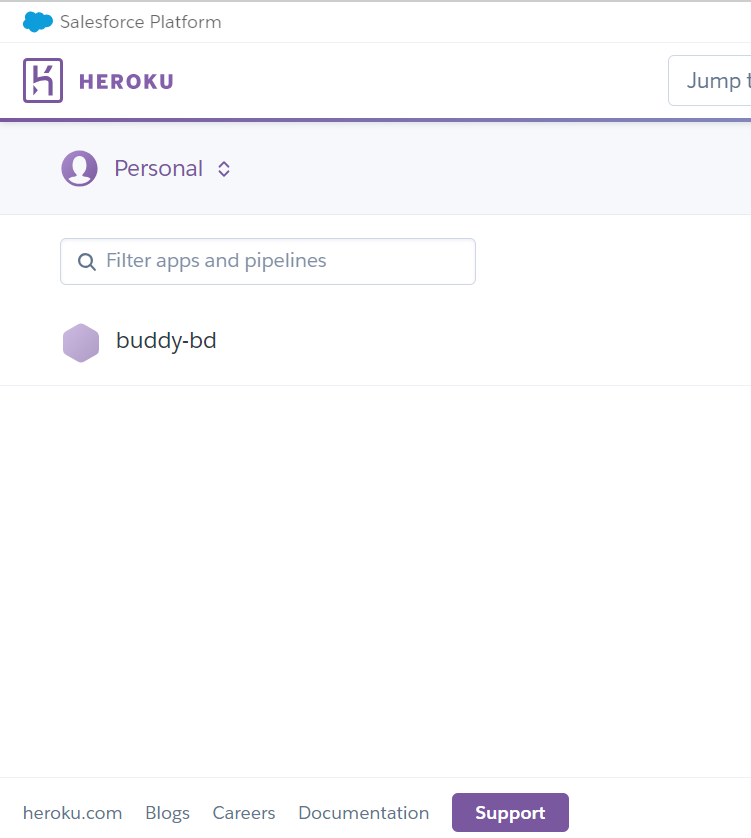 Salesforce Platform
HEROKU
Jump t
Personal
Filter apps and pipelines
buddy-bd
heroku.com Blogs Careers Documentation Support